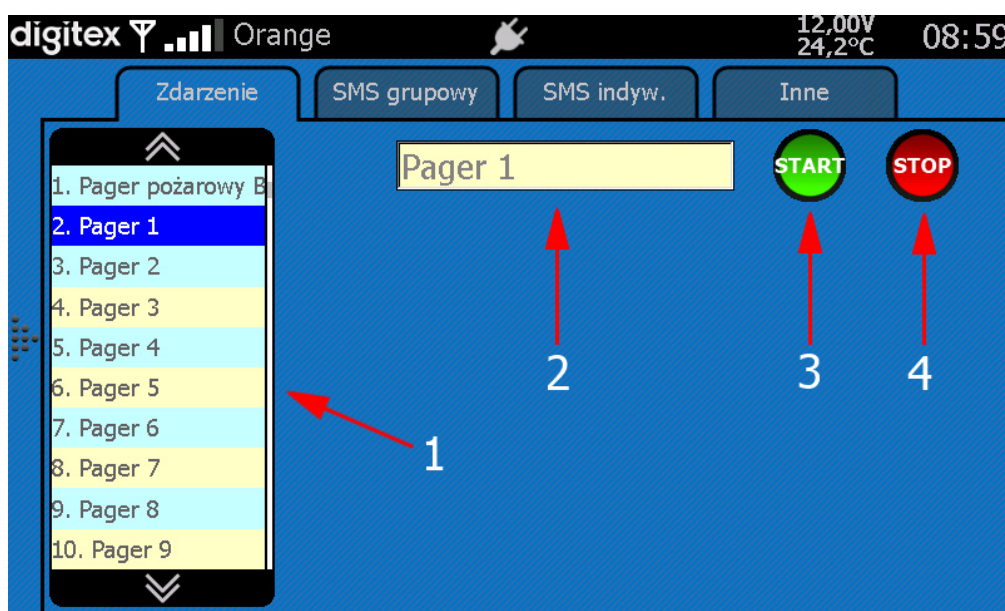 digitex Orange 12,00V 08:59
24,2°C
Zdarzenie SMS grupowy SMS indyw. Inne
Pager 1 START STOP
1. Pager pożarowy B
2. Pager 1
3. Pager 2
4. Pager 3
5. Pager 4
6. Pager 5
7. Pager 6
8. Pager 7
9. Pager 8
10. Pager 9
1
2
3
4